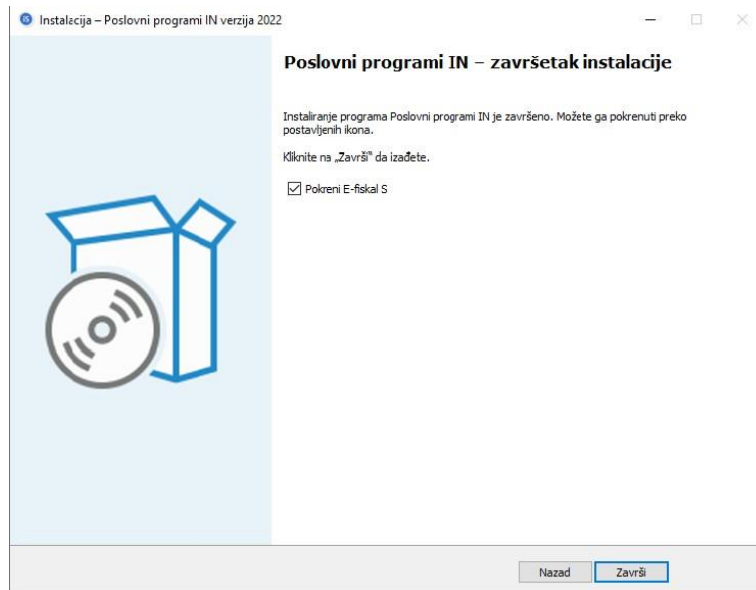 Instalacija – Poslovni programi IN verzija 2022
Poslovni programi IN – završetak instalacije
Instaliranje programa Poslovni programi IN je završeno. Možete ga pokrenuti preko
postavljenih ikona.
Kliknite na „Završi“ da izađete.
Pokreni E-fiskal S
Nazad
Završi